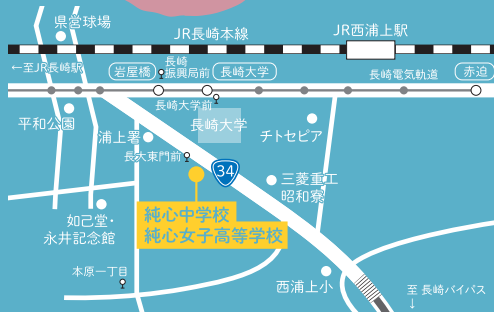 県営球場
JR長崎本線
JR西浦上駅
←至JR長崎駅
岩屋橋
長崎
振興局前
長崎大学
長崎電気軌道
赤迫
長崎大学前
平和公園
浦上署
長崎大学
チトセピア
長大東門前
34
三菱重工
昭和寮
純心中学校
純心女子高等学校
如己堂・
永井記念館
本原一丁目
西浦上小
至 長崎バイパス
↓